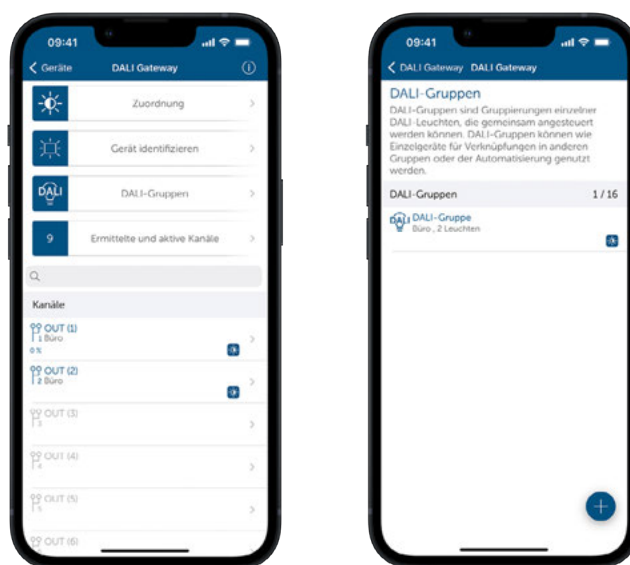 09:41
Geräte
DALI Gateway
Zuordnung
Gerät identifizieren
DALI
DALI-Gruppen
9
Ermittelte und aktive Kanäle
Kanäle
OUT (1)
1 Büro
0 %
OUT (2)
2 Büro
OUT (3)
3
OUT (4)
4
OUT (5)
5
OUT (6)
09:41
DALI Gateway DALI Gateway
DALI-Gruppen
DALI-Gruppen sind Gruppierungen einzelner
DALI-Leuchten, die gemeinsam angesteuert
werden können. DALI-Gruppen können wie
Einzelgeräte für Verknüpfungen in anderen
Gruppen oder der Automatisierung genutzt
werden.
DALI-Gruppen 1 / 16
DALI DALI-Gruppe
Büro , 2 Leuchten